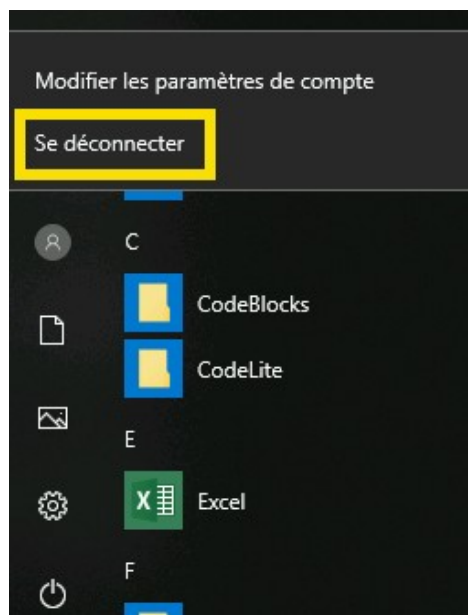 Modifier les paramètres de compte
Se déconnecter
C
CodeBlocks
CodeLite
E
Excel
F